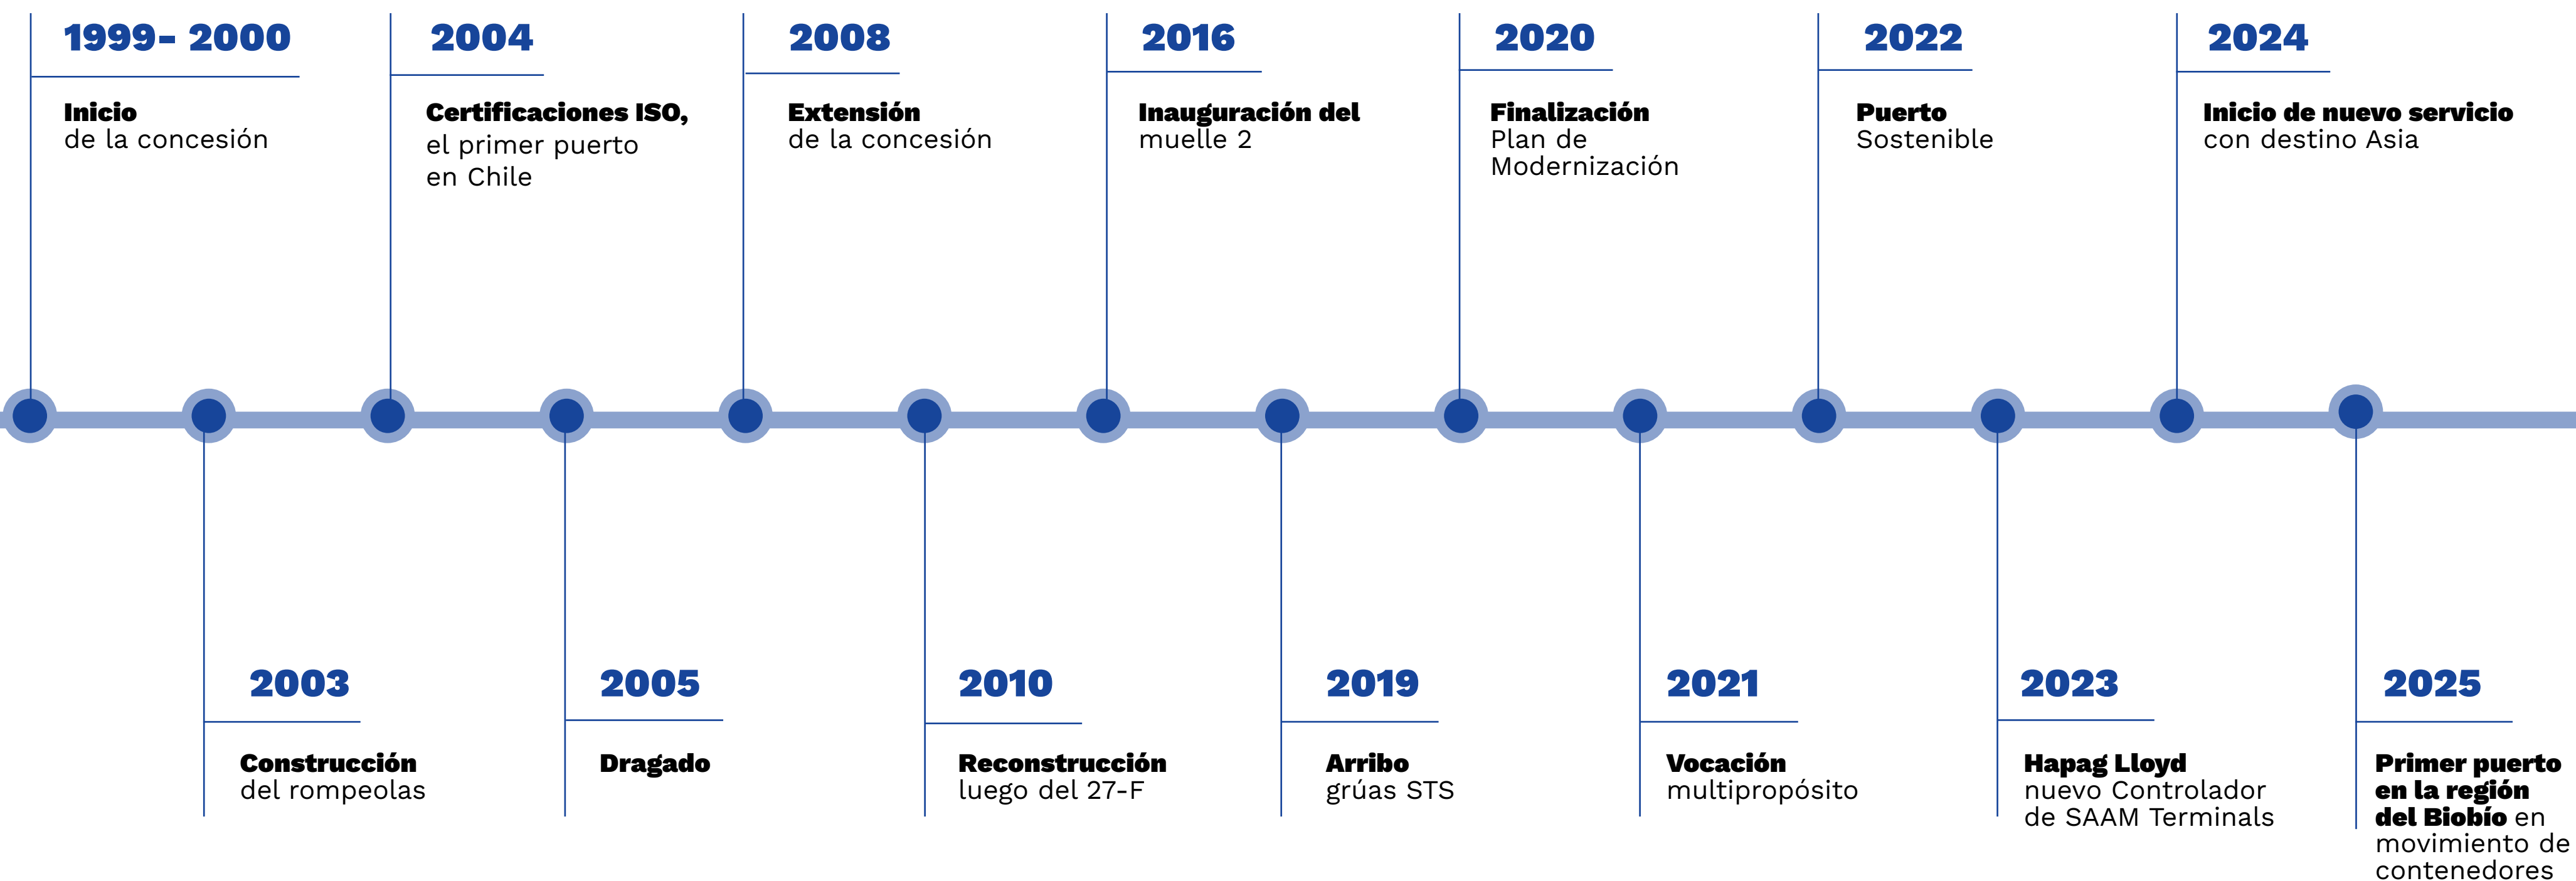 1999- 2000
Inicio
de la concesión
2004
Certificaciones ISO,
el primer puerto
en Chile
2008
Extensión
de la concesión
2016
Inauguración del
muelle 2
2020
Finalización
Plan de
Modernización
2022
Puerto
Sostenible
2024
Inicio de nuevo servicio
con destino Asia
2003
Construcción
del rompeolas
2005
Dragado
2010
Reconstrucción
luego del 27-F
2019
Arribo
grúas STS
2021
Vocación
multipropósito
2023
Hapag Lloyd
nuevo Controlador
de SAAM Terminals
2025
Primer puerto
en la región
del Biobío en
movimiento de
contenedores